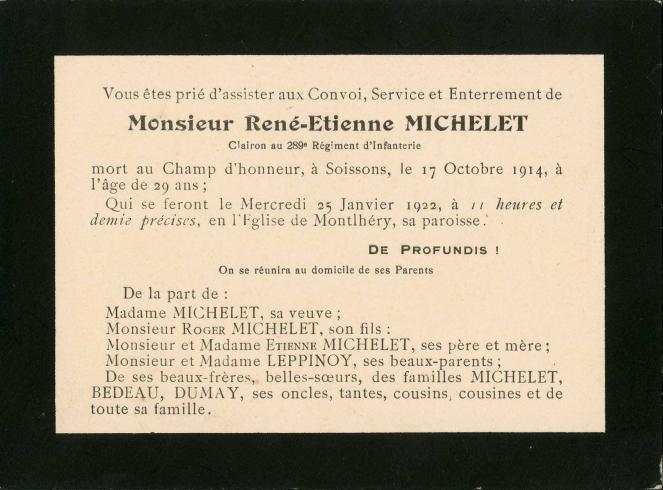 Vous êtes prié d'assister aux Convoi, Service et Enterrement de
Monsieur René-Etienne MICHELET
Clairon au 289e Régiment d'Infanterie
mort au Champ d'honneur, à Soissons, le 17 Octobre 1914, à
l'âge de 29 ans ;
Qui se feront le Mercredi 25 Janvier 1922, à 11 heures et
demie précises, en l'Eglise de Montlhéry, sa paroisse.
DE PROFUNDIS !
On se réunira au domicile de ses Parents
De la part de :
Madame MICHELET, sa veuve ;
Monsieur ROGER MICHELET, son fils :
Monsieur et Madame ETIENNE MICHELET, ses père et mère ;
Monsieur et Madame LEPPINOY, ses beaux-parents ;
De ses beaux-frères, belles-sœurs, des familles MICHELET,
BEDEAU, DUMAY, ses oncles, tantes, cousins, cousines et de
toute sa famille.